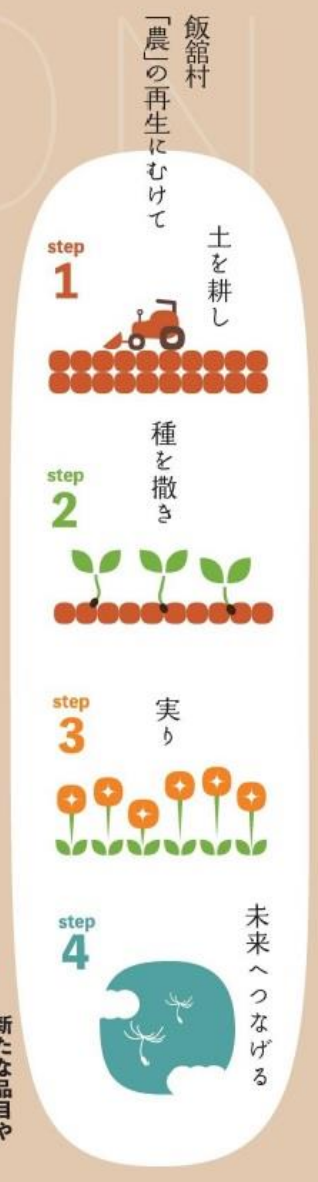 飯舘村
「農」の再生にむけて
step
1
土を耕し
step
2
種を撒き
step
3
実り
step
4
未来へつなげる
新たな品目や
ON